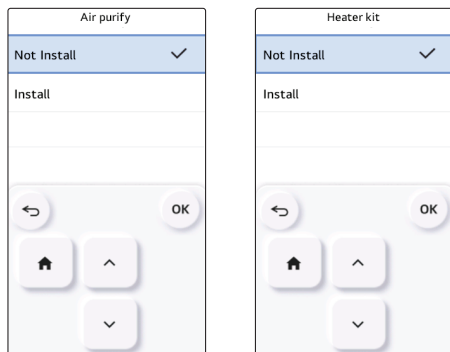 Air purify
Not Install
Install
OK
Heater kit
Not Install
Install
OK